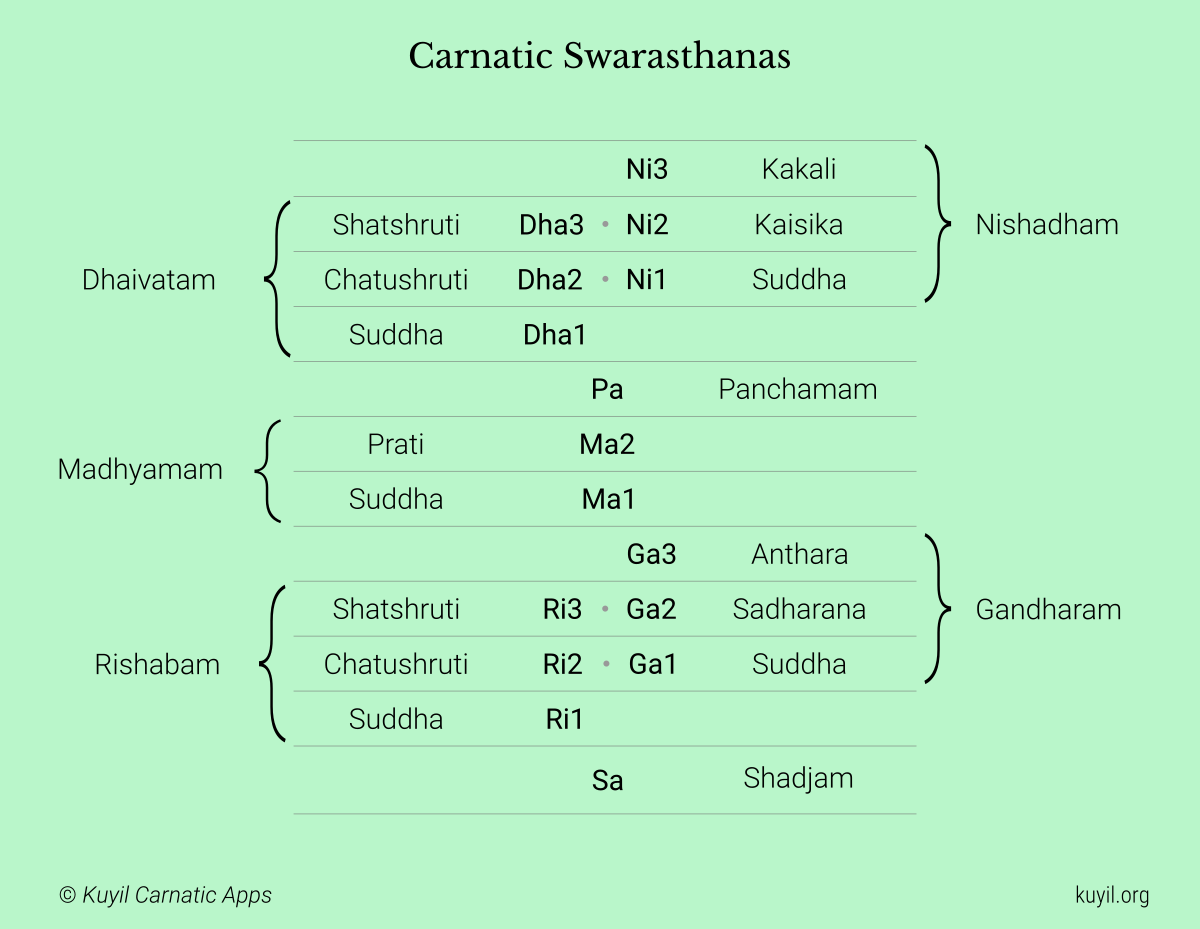 Carnatic Swarasthanas
Ni3 Kakali
Shatshruti Dha3 • Ni2 Kaisika Nishadham
Dhaivatam Chatushruti Dha2 • Ni1 Suddha
Suddha Dha1
Pa Panchamam
Prati Ma2
Madhyamam
Suddha Ma1
Ga3 Anthara
Shatshruti Ri3 • Ga2 Sadharana Gandharam
Rishabam Chatushruti Ri2 • Ga1 Suddha
Suddha Ri1
Sa Shadjam
© Kuyil Carnatic Apps kuyil.org